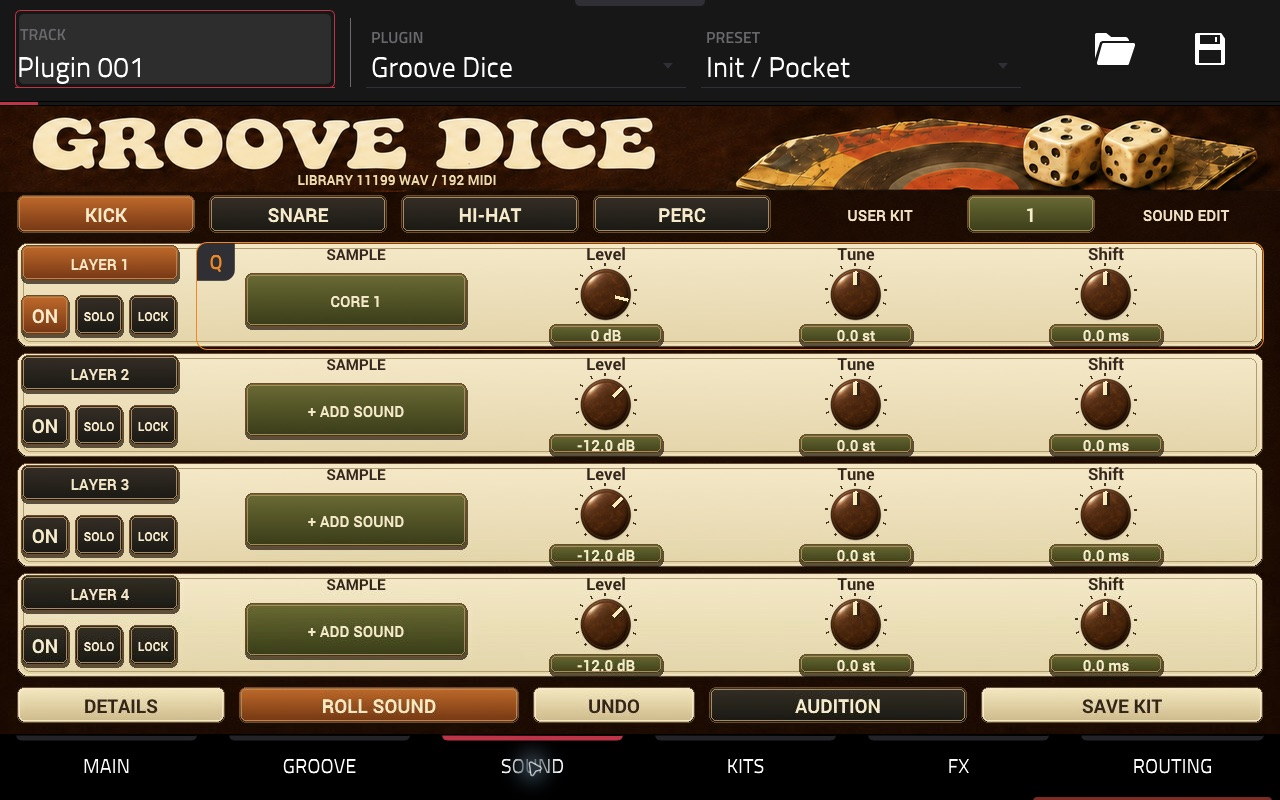 TRACK
Plugin 001
PLUGIN
Groove Dice
PRESET
Init / Pocket
GROOVE DICE
LIBRARY 11199 WAV / 192 MIDI
KICK SNARE HI-HAT PERC USER KIT 1 SOUND EDIT
LAYER 1
ON SOLO LOCK
Q
SAMPLE
CORE 1
Level
0 dB
Tune
0.0 st
Shift
0.0 ms
LAYER 2
ON SOLO LOCK
SAMPLE
+ ADD SOUND
Level
-12.0 dB
Tune
0.0 st
Shift
0.0 ms
LAYER 3
ON SOLO LOCK
SAMPLE
+ ADD SOUND
Level
-12.0 dB
Tune
0.0 st
Shift
0.0 ms
LAYER 4
ON SOLO LOCK
SAMPLE
+ ADD SOUND
Level
-12.0 dB
Tune
0.0 st
Shift
0.0 ms
DETAILS ROLL SOUND UNDO AUDITION SAVE KIT
MAIN GROOVE SOUND KITS FX ROUTING